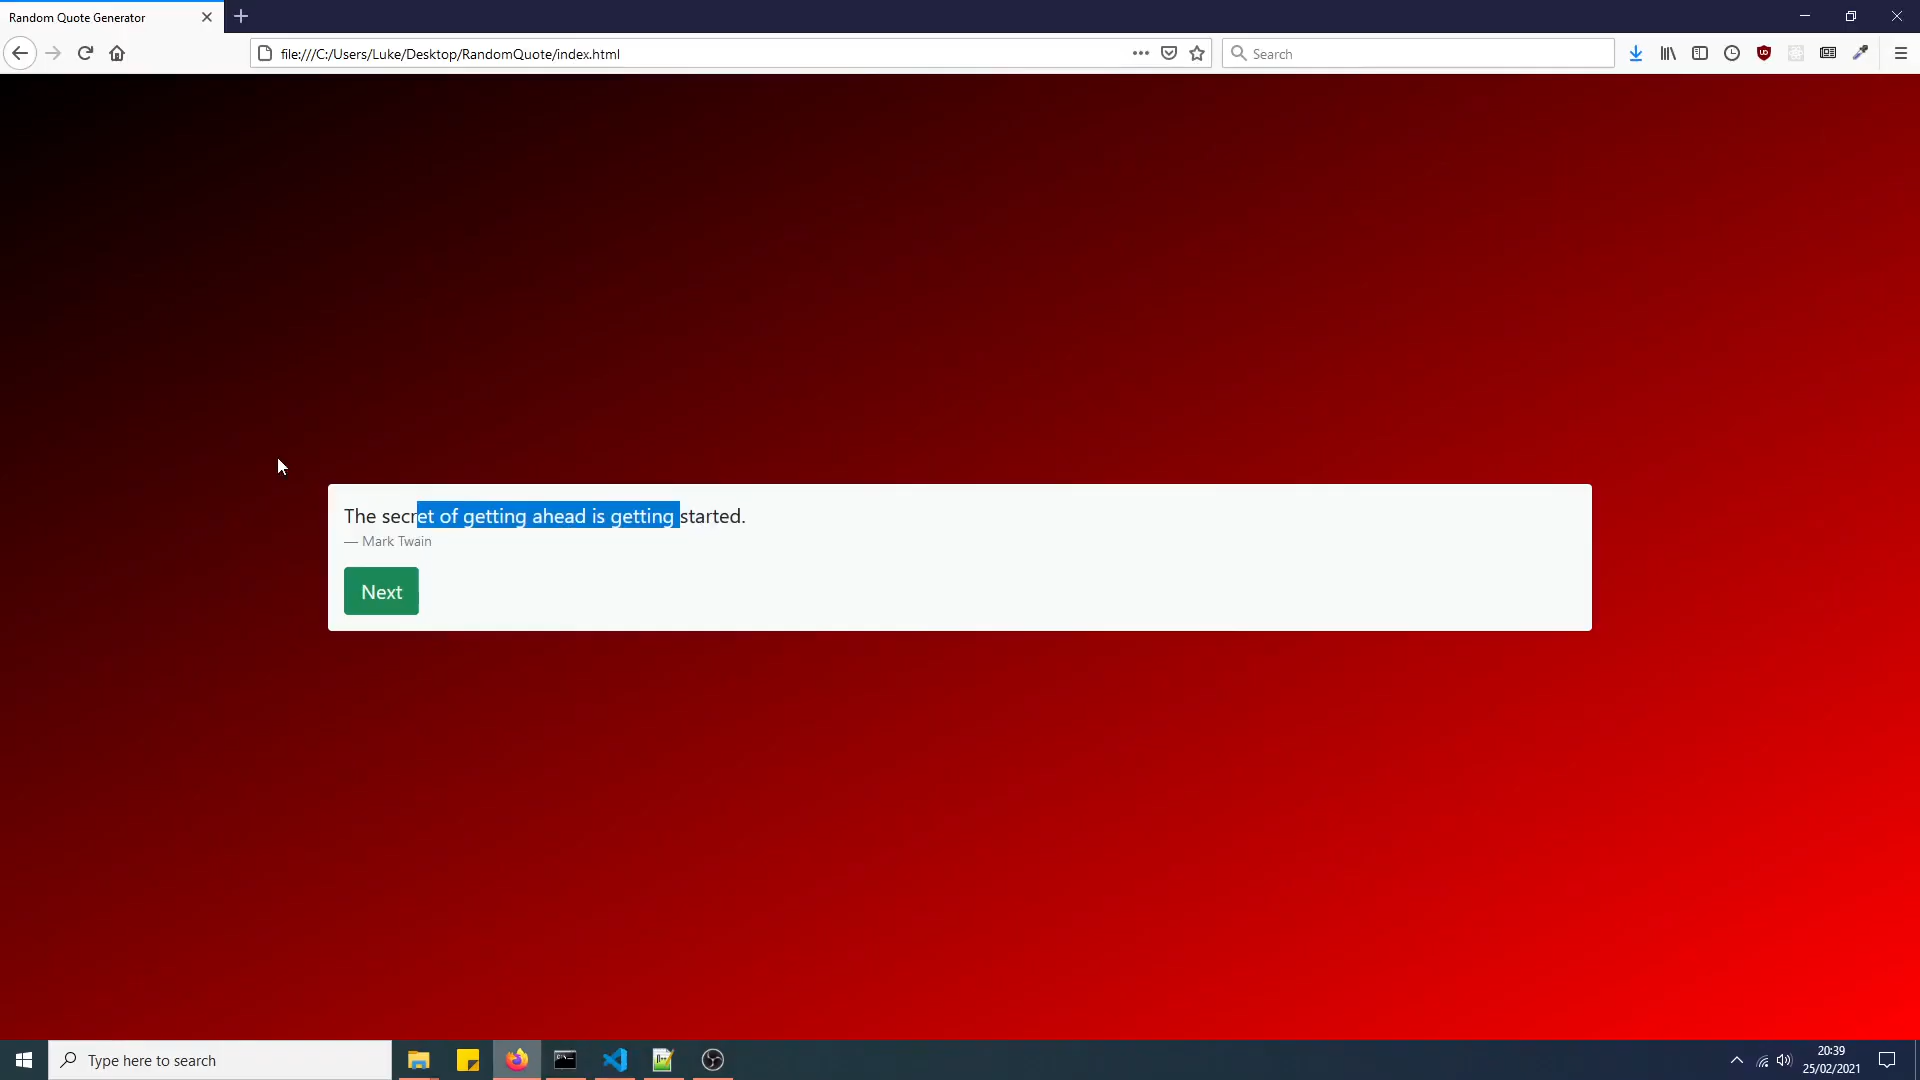 Random Quote Generator
file:///C:/Users/Luke/Desktop/RandomQuote/index.html
Search
The secret of getting ahead is getting started.
— Mark Twain
Next
Type here to search
20:39
25/02/2021